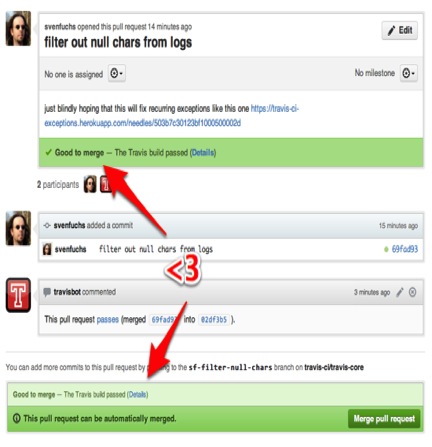 svenfuchs opened this pull request 14 minutes ago
filter out null chars from logs
Edit
No one is assigned
No milestone
just blindly hoping that this will fix recurring exceptions like this one https://travis-ci-
exceptions.herokuapp.com/needles/503b7c30123bf1000500002d
Good to merge — The Travis build passed (Details)
2 participants
svenfuchs added a commit
15 minutes ago
svenfuchs filter out null chars from logs
69fad93
<3
travisbot commented
3 minutes ago
This pull request passes (merged 69fad93 into 02df3b5 ).
You can add more commits to this pull request by to the sf-filter-null-chars branch on travis-ci/travis-core
Good to merge — The Travis build passed (Details)
This pull request can be automatically merged.
Merge pull request